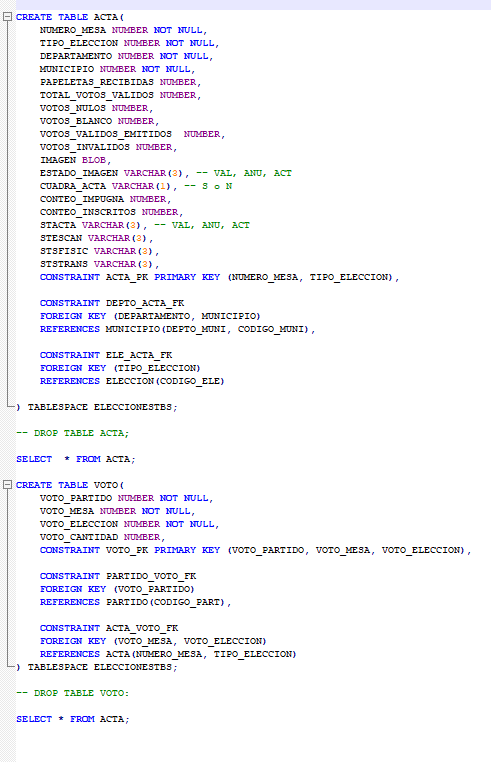 CREATE TABLE ACTA(
NUMERO_MESA NUMBER NOT NULL,
TIPO_ELECCION NUMBER NOT NULL,
DEPARTAMENTO NUMBER NOT NULL,
MUNICIPIO NUMBER NOT NULL,
PAPELETAS_RECIBIDAS NUMBER,
TOTAL_VOTOS_VALIDOS NUMBER,
VOTOS_NULOS NUMBER,
VOTOS_BLANCO NUMBER,
VOTOS_VALIDOS_EMITIDOS  NUMBER,
VOTOS_INVALIDOS NUMBER,
IMAGEN BLOB,
ESTADO_IMAGEN VARCHAR(3), -- VAL, ANU, ACT
CUADRA_ACTA VARCHAR(1), -- S o N
CONTEO_IMPUGNA NUMBER,
CONTEO_INSCRITOS NUMBER,
STACTA VARCHAR(3), -- VAL, ANU, ACT
STESCAN VARCHAR(3),
STSFISIC VARCHAR(3),
STSTRANS VARCHAR(3),
CONSTRAINT ACTA_PK PRIMARY KEY (NUMERO_MESA, TIPO_ELECCION),
CONSTRAINT DEPTO_ACTA_FK
FOREIGN KEY (DEPARTAMENTO, MUNICIPIO)
REFERENCES MUNICIPIO(DEPTO_MUNI, CODIGO_MUNI),
CONSTRAINT ELE_ACTA_FK
FOREIGN KEY (TIPO_ELECCION)
REFERENCES ELECCION(CODIGO_ELE)
) TABLESPACE ELECCIONESTBS;
-- DROP TABLE ACTA;
SELECT  * FROM ACTA;
CREATE TABLE VOTO(
VOTO_PARTIDO NUMBER NOT NULL,
VOTO_MESA NUMBER NOT NULL,
VOTO_ELECCION NUMBER NOT NULL,
VOTO_CANTIDAD NUMBER,
CONSTRAINT VOTO_PK PRIMARY KEY (VOTO_PARTIDO, VOTO_MESA, VOTO_ELECCION),
CONSTRAINT PARTIDO_VOTO_FK
FOREIGN KEY (VOTO_PARTIDO)
REFERENCES PARTIDO(CODIGO_PART),
CONSTRAINT ACTA_VOTO_FK
FOREIGN KEY (VOTO_MESA, VOTO_ELECCION)
REFERENCES ACTA(NUMERO_MESA, TIPO_ELECCION)
) TABLESPACE ELECCIONESTBS;
-- DROP TABLE VOTO:
SELECT * FROM ACTA;